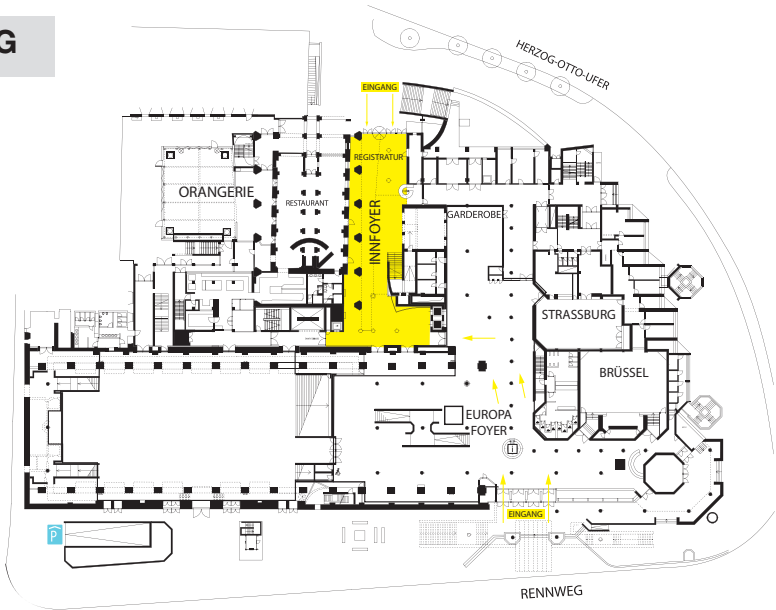 G
HERZOG-OTTO-UFER
EINGANG
REGISTRATUR
ORANGERIE
RESTAURANT
INNFOYER
GARDEROBE
STRASSBURG
BRÜSSEL
EUROPA
FOYER
i
EINGANG
P
RENNWEG